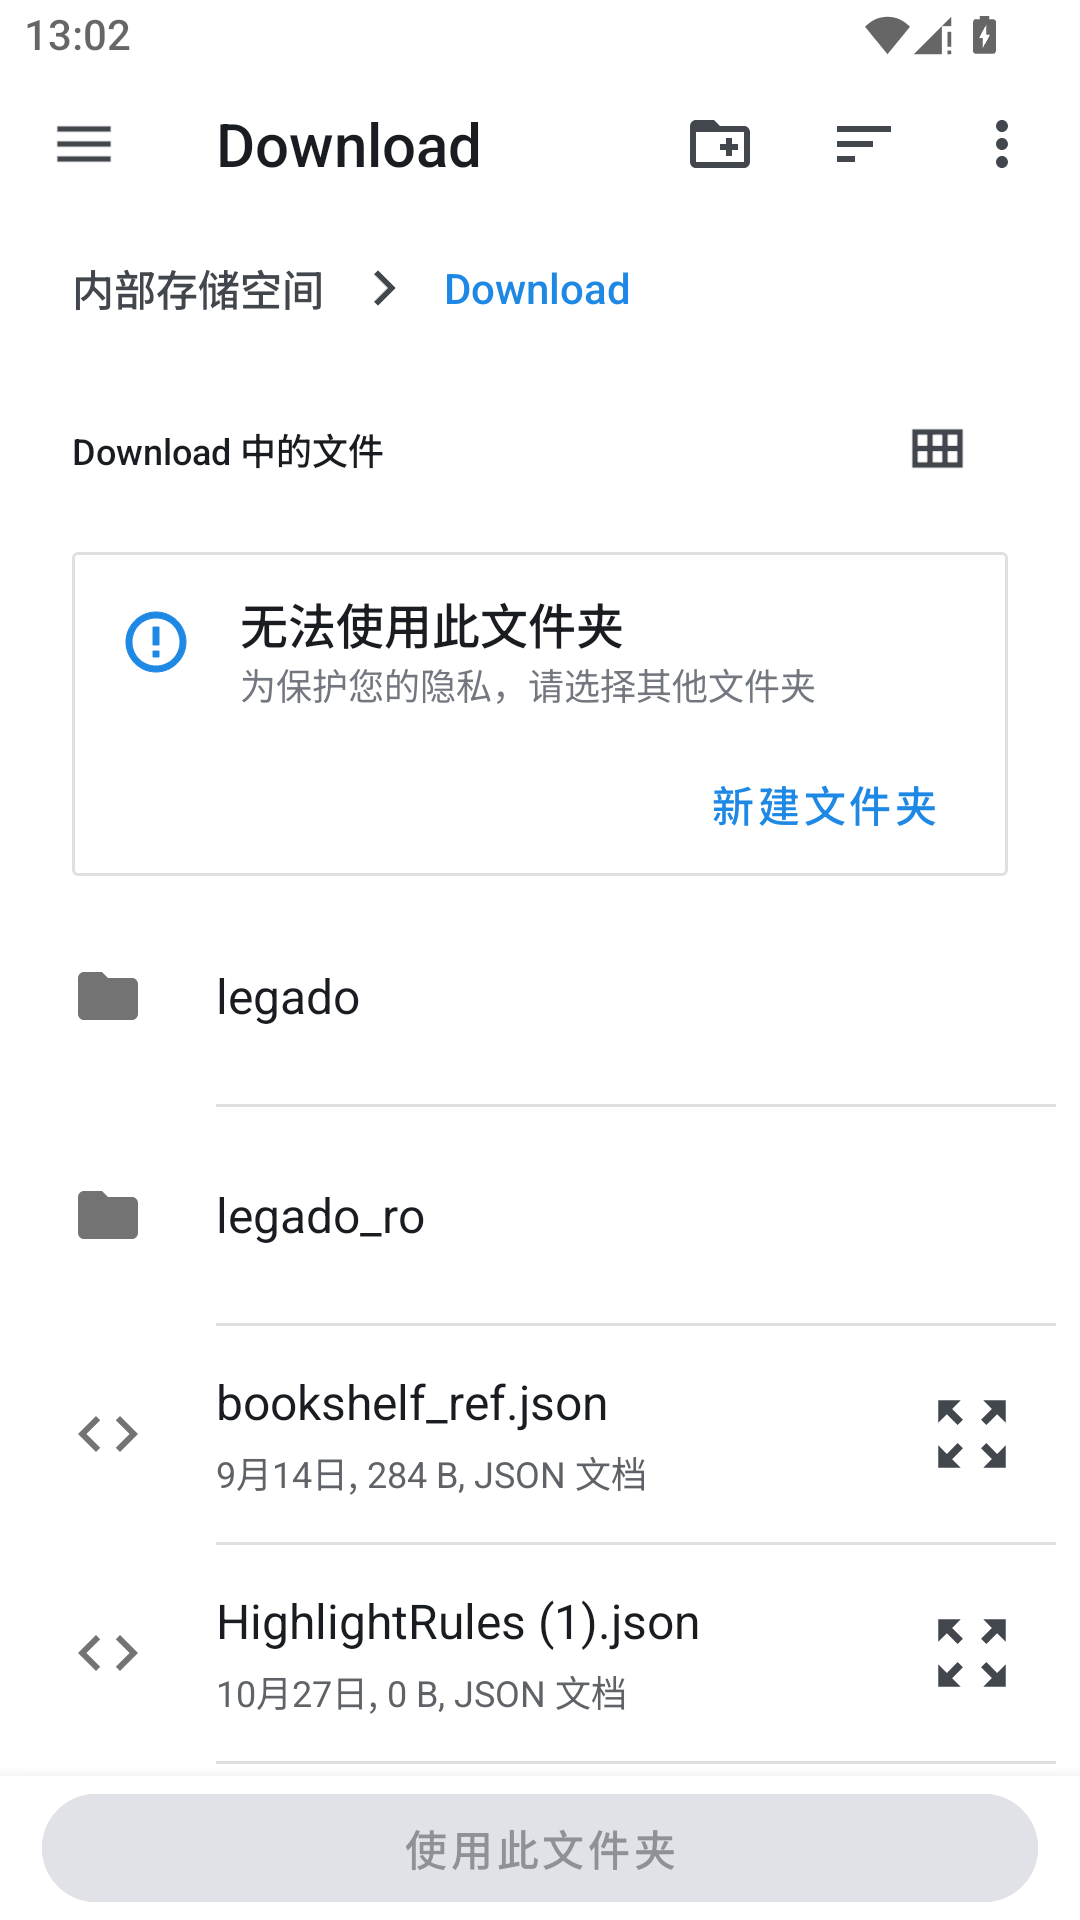 13:02
Download
内部存储空间 > Download
Download 中的文件
无法使用此文件夹
为保护您的隐私，请选择其他文件夹
新建文件夹
legado
legado_ro
bookshelf_ref.json
9月14日, 284 B, JSON 文档
HighlightRules (1).json
10月27日, 0 B, JSON 文档
使用此文件夹